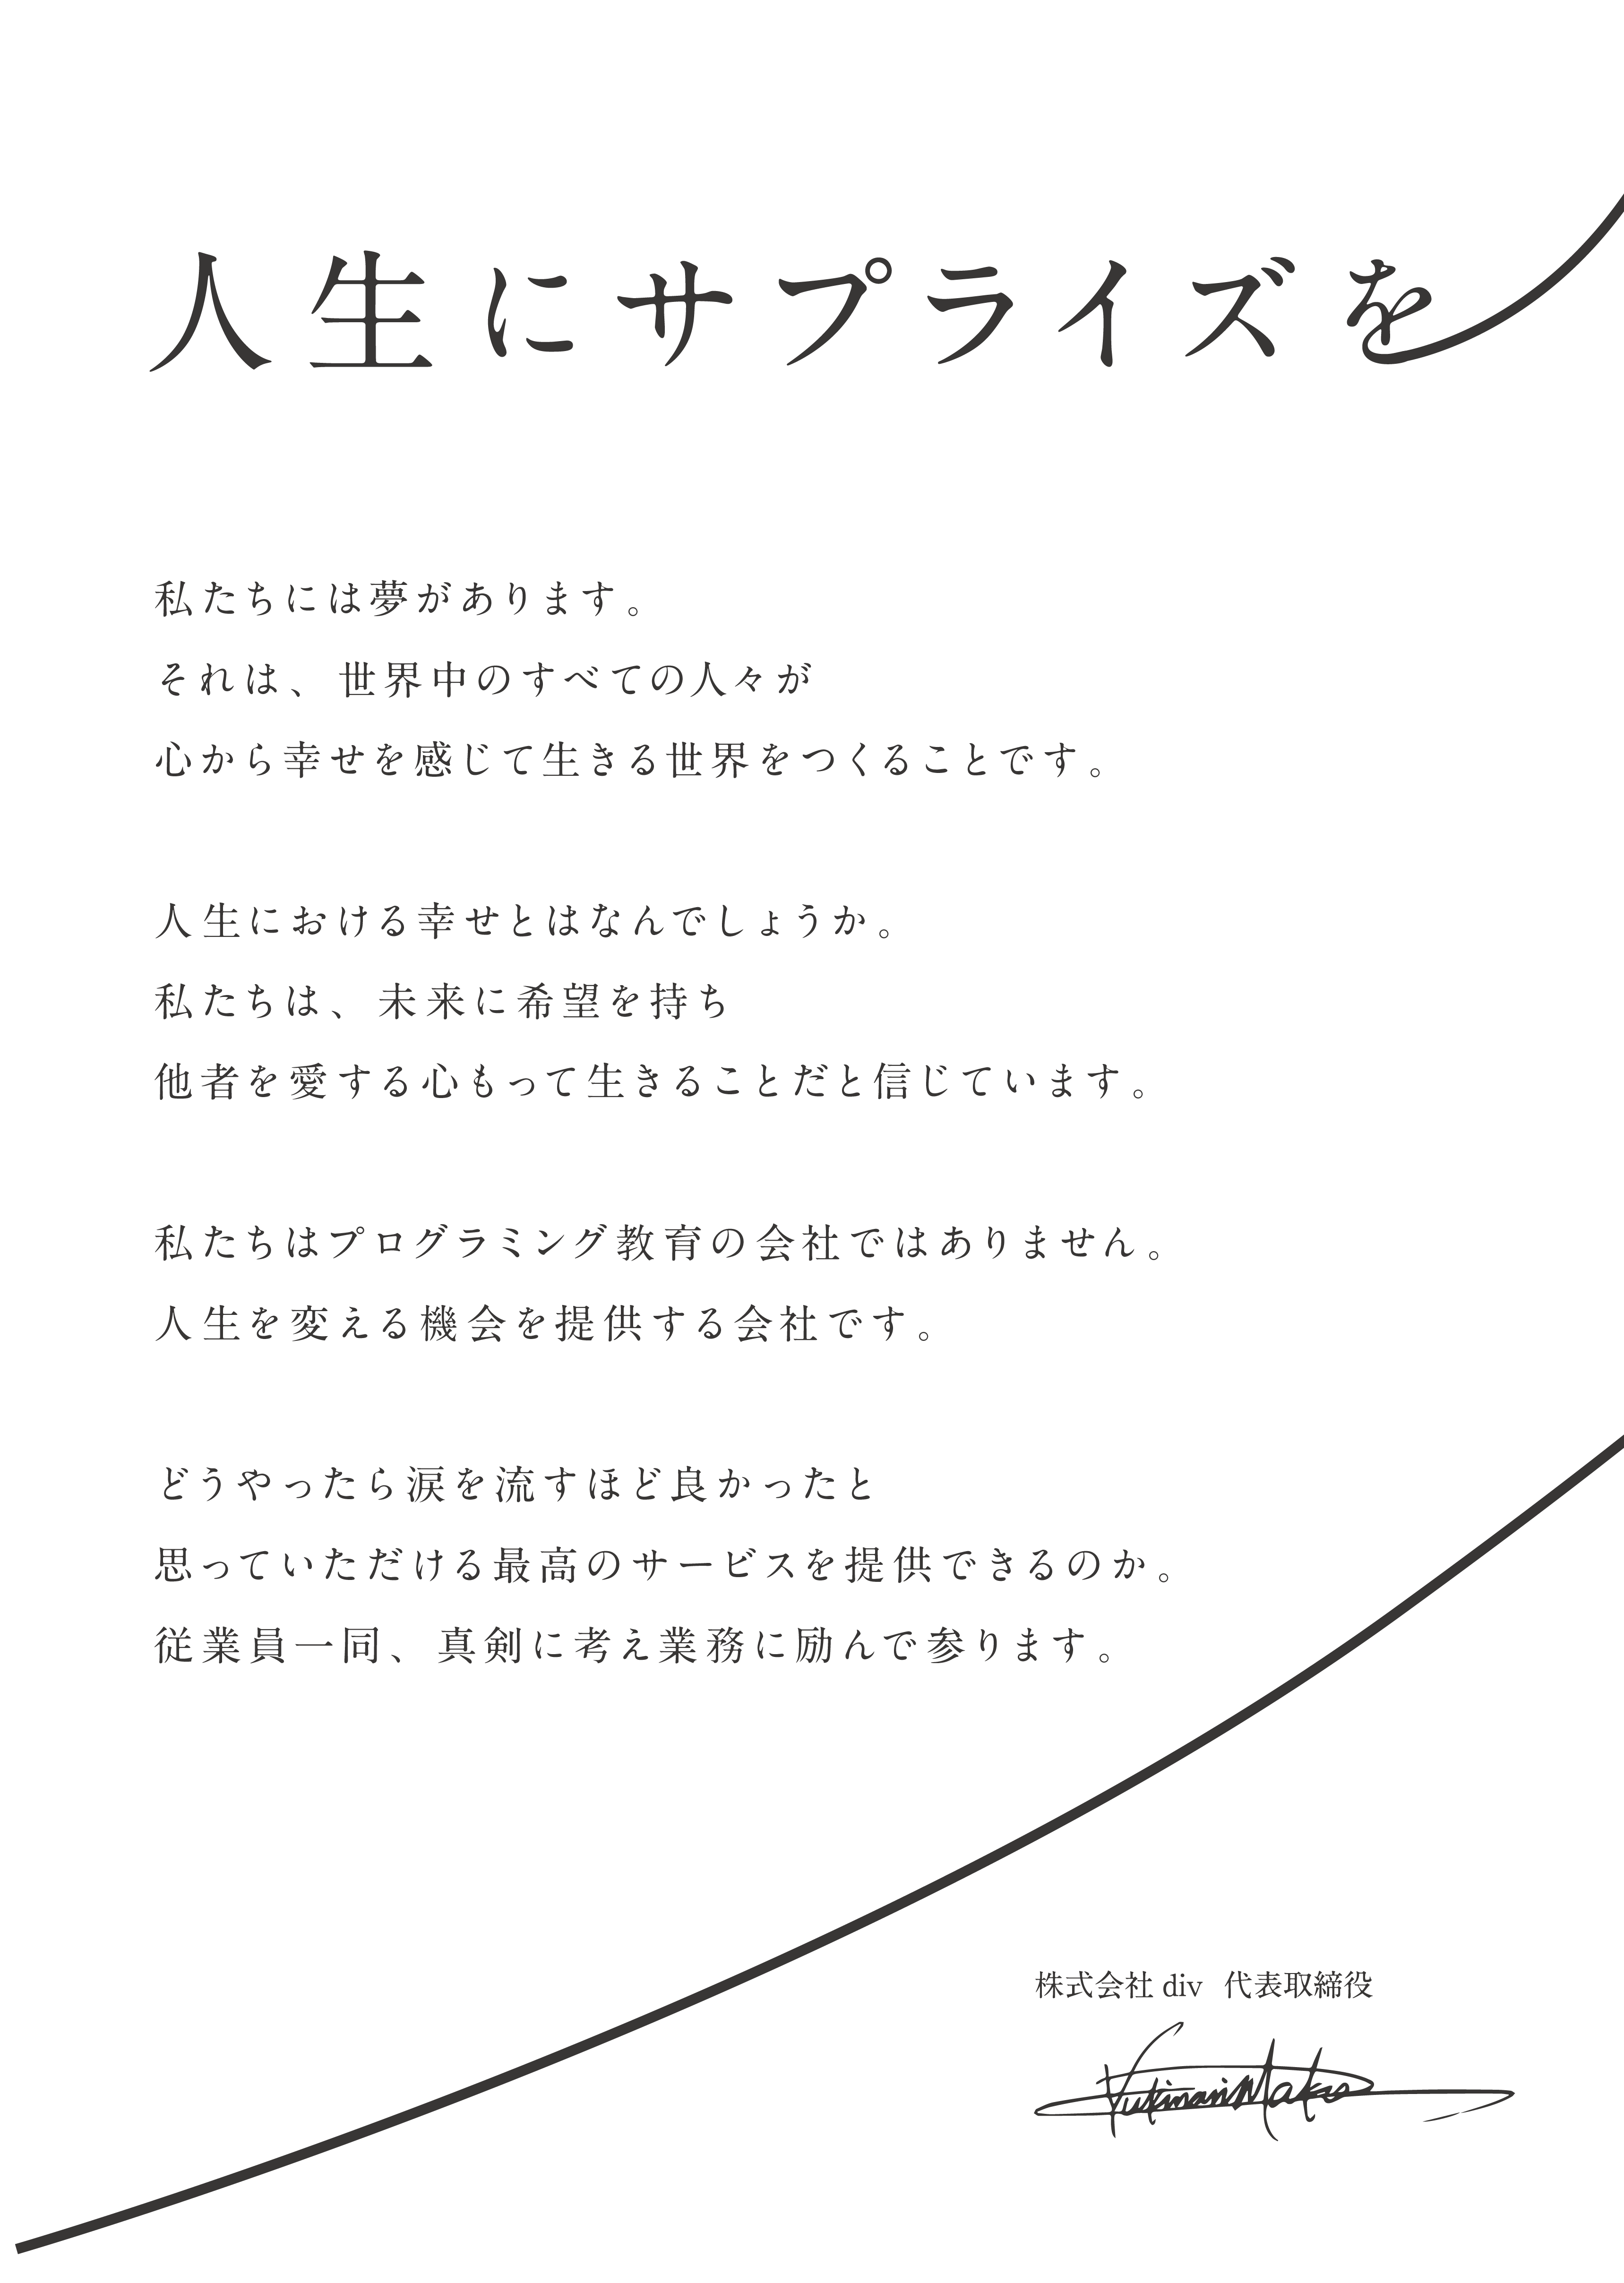 人生にサプライズを
私たちには夢があります。
それは、世界中のすべての人々が
心から幸せを感じて生きる世界をつくることです。
人生における幸せとはなんでしょうか。
私たちは、未来に希望を持ち
他者を愛する心もって生きることだと信じています。
私たちはプログラミング教育の会社ではありません。
人生を変える機会を提供する会社です。
どうやったら涙を流すほど良かったと
思っていただける最高のサービスを提供できるのか。
従業員一同、真剣に考え業務に励んで参ります。
株式会社 div 代表取締役